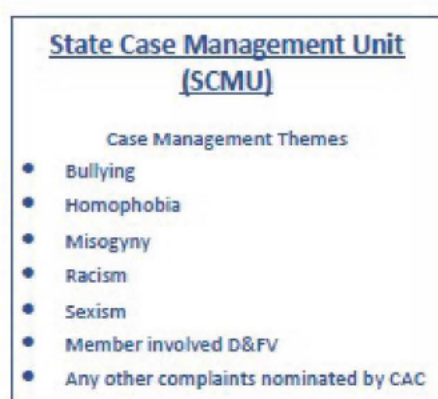 State Case Management Unit
(SCMU)
Case Management Themes
• Bullying
• Homophobia
• Misogyny
• Racism
• Sexism
• Member involved D&FV
• Any other complaints nominated by CAC